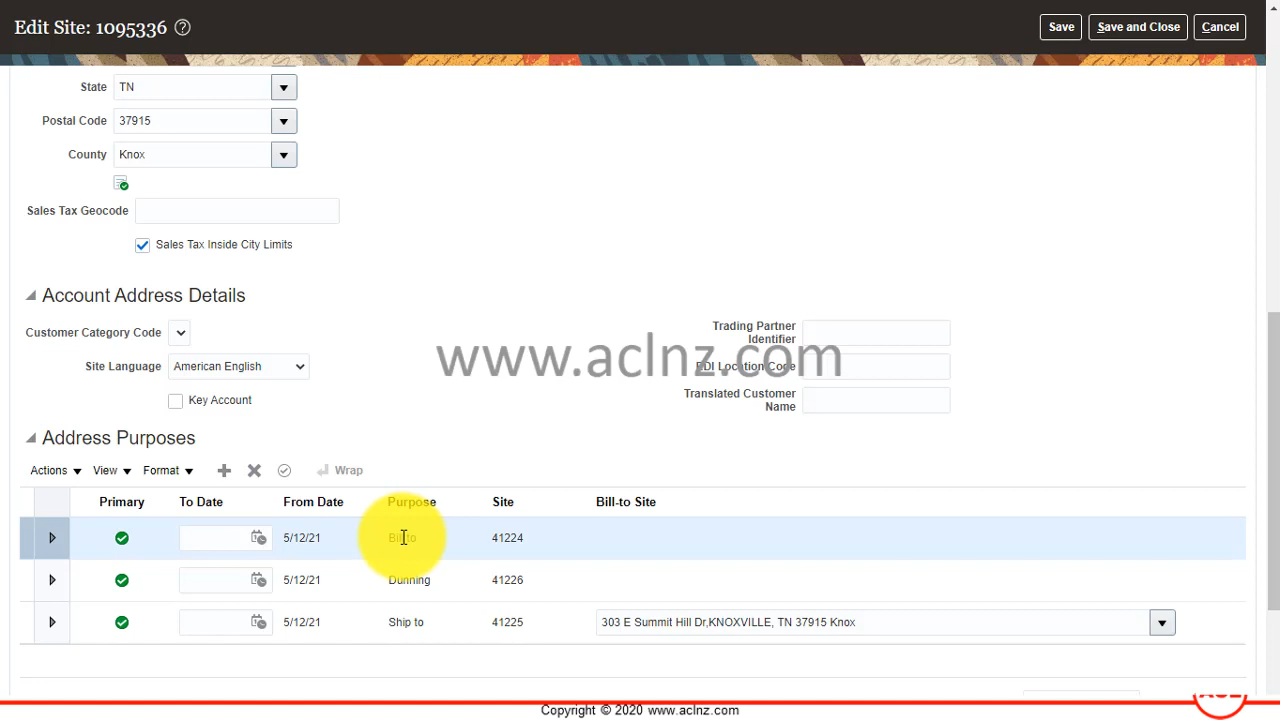 Edit Site: 1095336
Save
Save and Close
Cancel
State TN
Postal Code 37915
County Knox
Sales Tax Geocode
Sales Tax Inside City Limits
Account Address Details
Customer Category Code
Trading Partner
Identifier
Site Language American English
EDI Location Code
www.aclnz.com
Key Account
Translated Customer
Name
Address Purposes
Actions View Format Wrap
Primary To Date From Date Purpose Site Bill-to Site
5/12/21 Bill to 41224
5/12/21 Dunning 41226
5/12/21 Ship to 41225 303 E Summit Hill Dr,KNOXVILLE, TN 37915 Knox
ACL
Copyright © 2020 www.aclnz.com